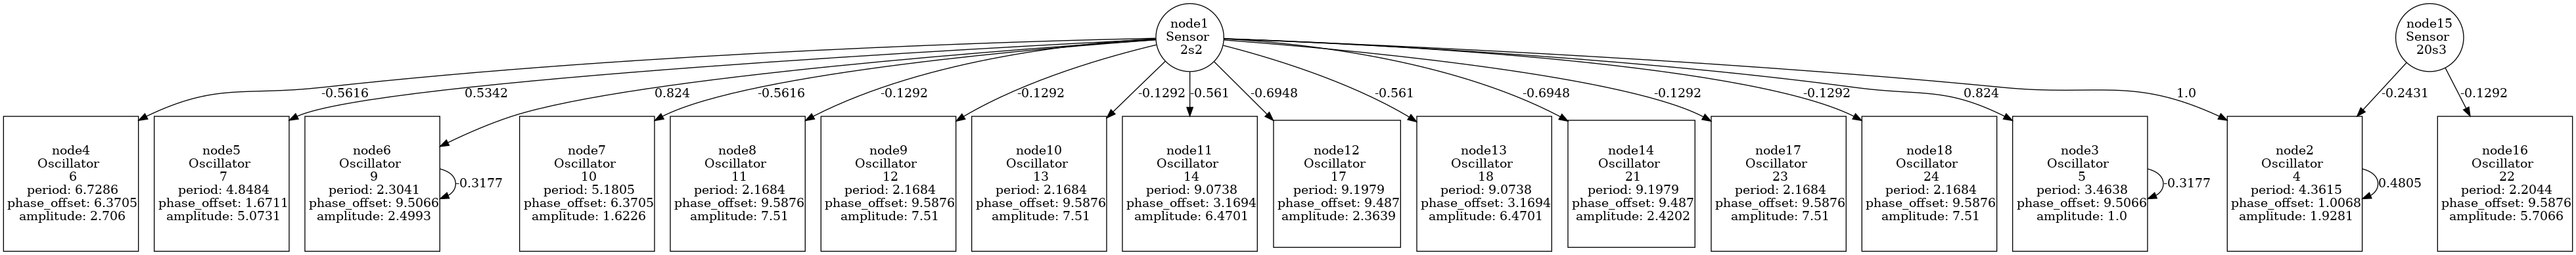 node1
Sensor
2s2
node15
Sensor
20s3
-0.5616
0.5342
0.824
-0.5616
-0.1292
-0.1292
-0.1292
-0.561
-0.6948
-0.561
-0.6948
-0.1292
-0.1292
0.824
1.0
-0.2431
-0.1292
node4
Oscillator
6
period: 6.7286
phase_offset: 6.3705
amplitude: 2.706
node5
Oscillator
7
period: 4.8484
phase_offset: 1.6711
amplitude: 5.0731
node6
Oscillator
9
period: 2.3041
phase_offset: 9.5066
amplitude: 2.4993
-0.3177
node7
Oscillator
10
period: 5.1805
phase_offset: 6.3705
amplitude: 1.6226
node8
Oscillator
11
period: 2.1684
phase_offset: 9.5876
amplitude: 7.51
node9
Oscillator
12
period: 2.1684
phase_offset: 9.5876
amplitude: 7.51
node10
Oscillator
13
period: 2.1684
phase_offset: 9.5876
amplitude: 7.51
node11
Oscillator
14
period: 9.0738
phase_offset: 3.1694
amplitude: 6.4701
node12
Oscillator
17
period: 9.1979
phase_offset: 9.487
amplitude: 2.3639
node13
Oscillator
18
period: 9.0738
phase_offset: 3.1694
amplitude: 6.4701
node14
Oscillator
21
period: 9.1979
phase_offset: 9.487
amplitude: 2.4202
node17
Oscillator
23
period: 2.1684
phase_offset: 9.5876
amplitude: 7.51
node18
Oscillator
24
period: 2.1684
phase_offset: 9.5876
amplitude: 7.51
node3
Oscillator
5
period: 3.4638
phase_offset: 9.5066
amplitude: 1.0
-0.3177
node2
Oscillator
4
period: 4.3615
phase_offset: 1.0068
amplitude: 1.9281
0.4805
node16
Oscillator
22
period: 2.2044
phase_offset: 9.5876
amplitude: 5.7066